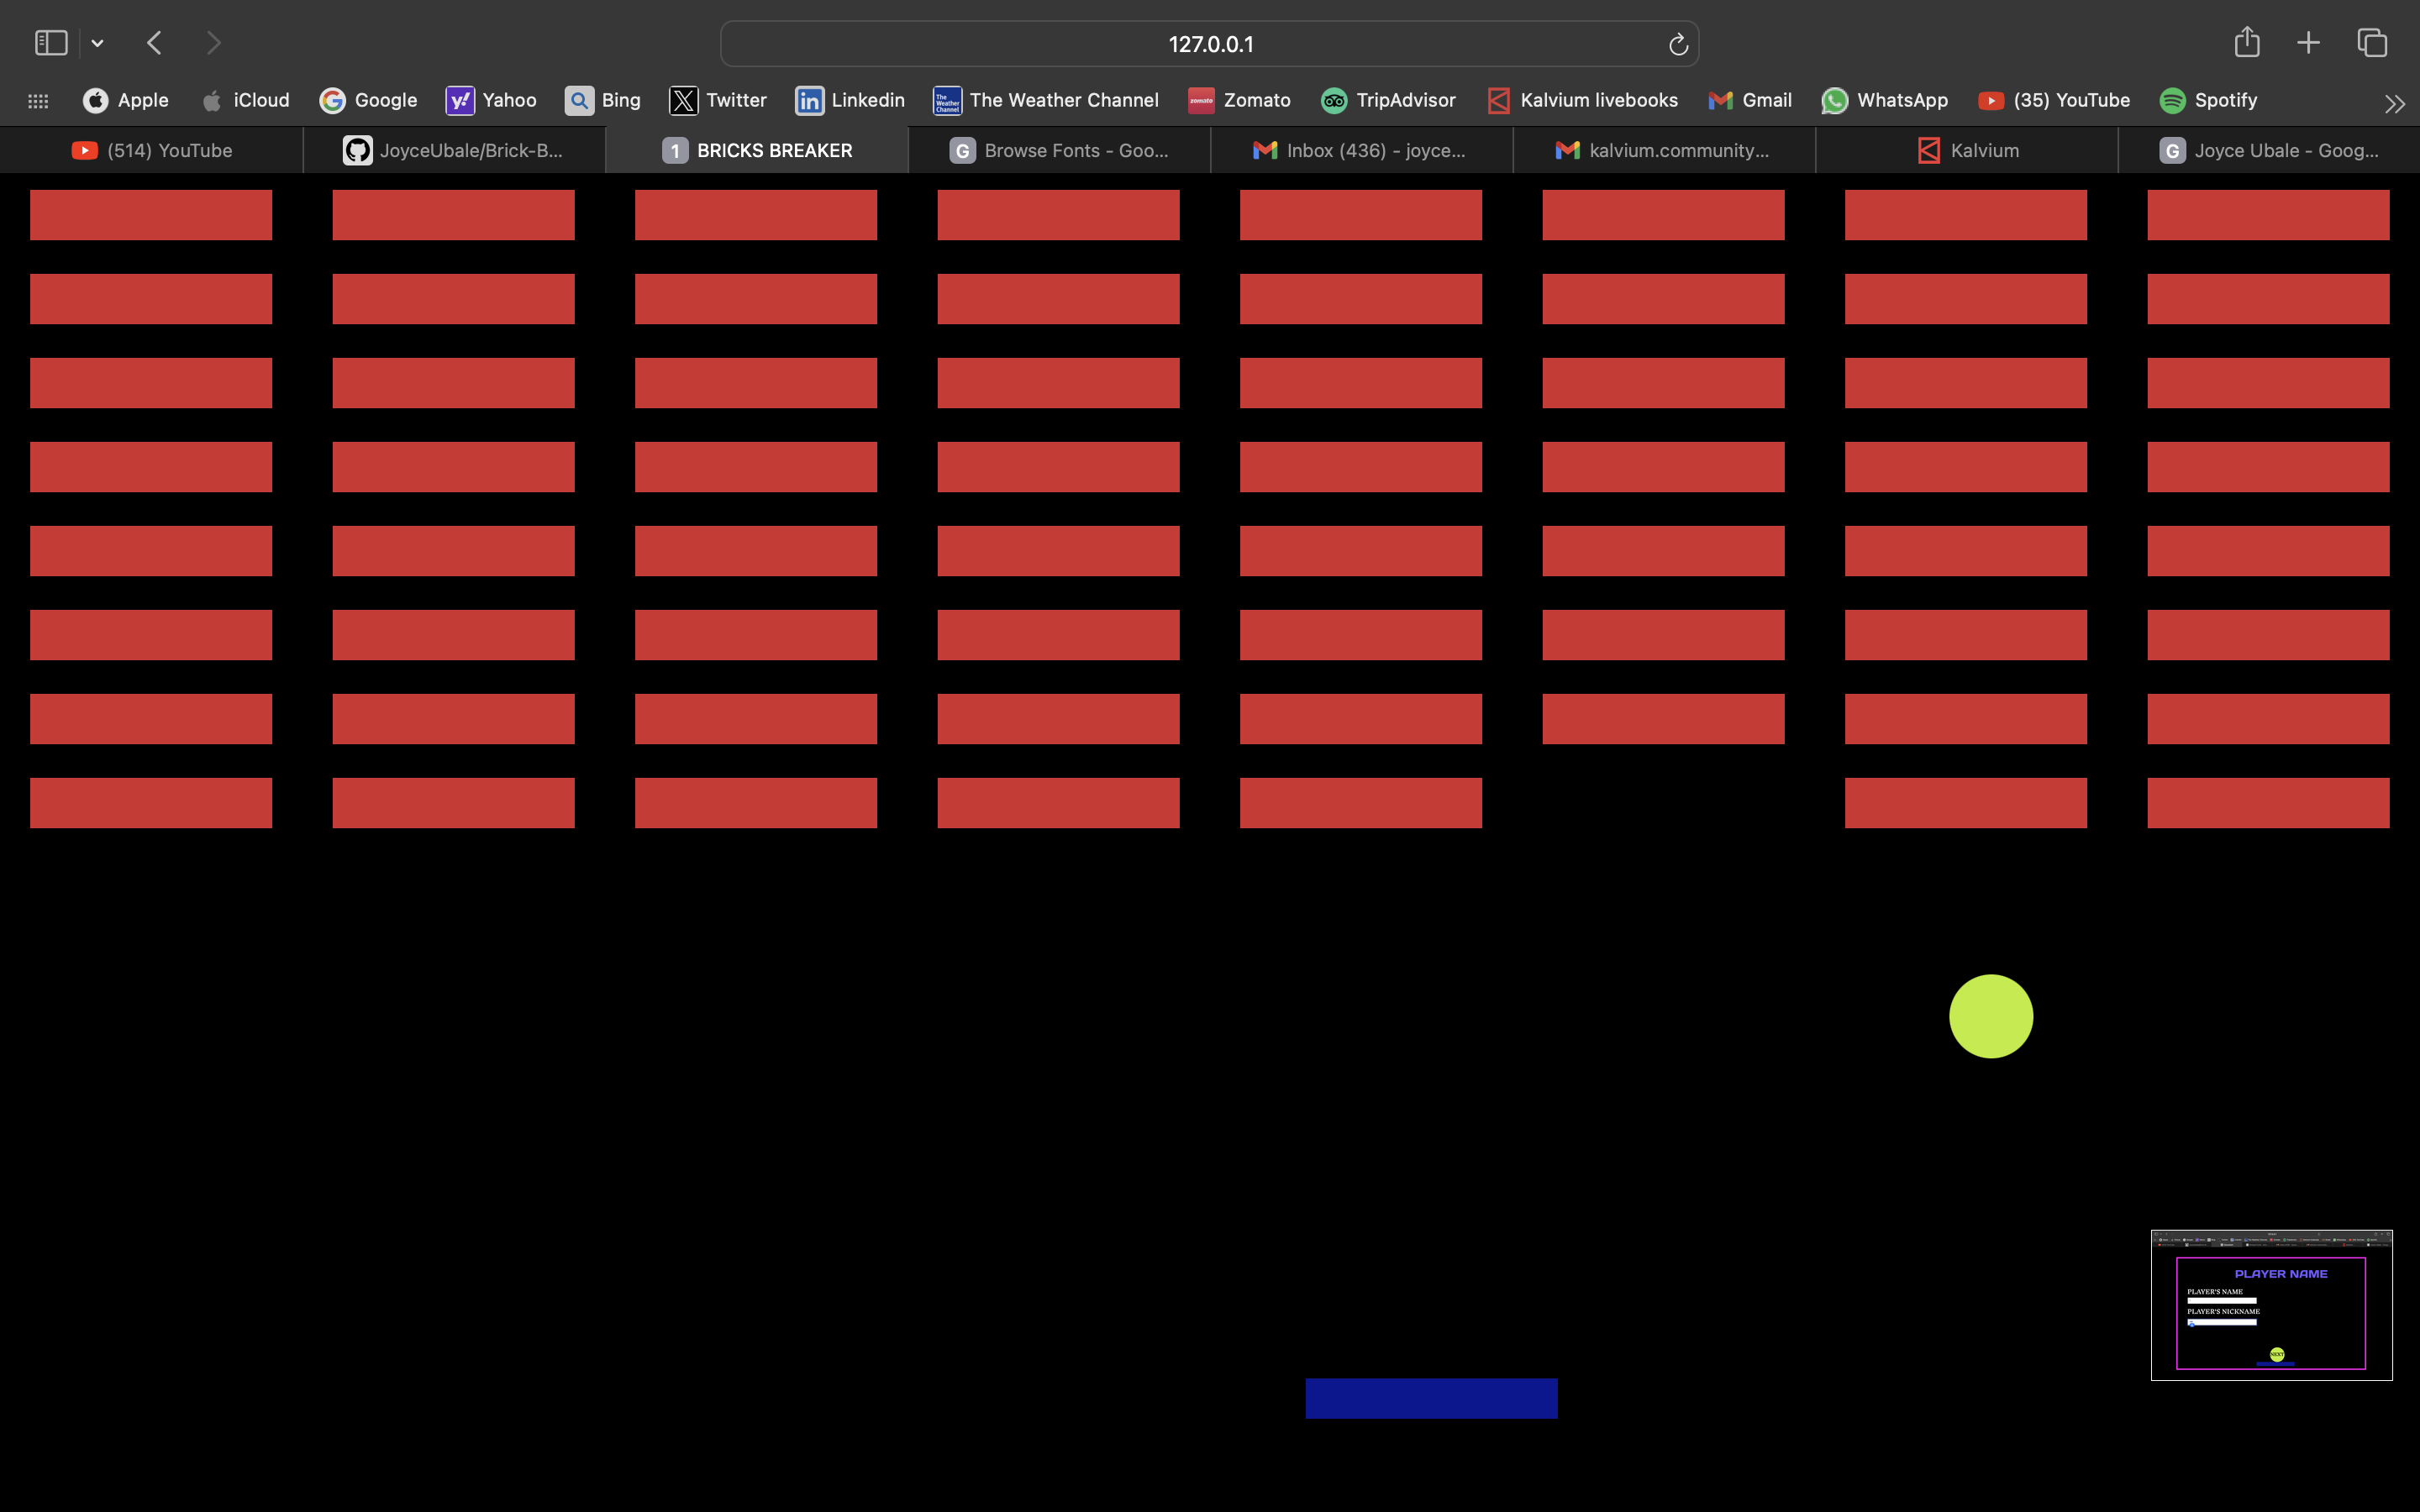 127.0.0.1
Apple iCloud Google Yahoo Bing Twitter Linkedin The Weather Channel Zomato TripAdvisor Kalvium livebooks Gmail WhatsApp (35) YouTube Spotify
(514) YouTube JoyceUbale/Brick-B... 1 BRICKS BREAKER G Browse Fonts - Goo... Inbox (436) - joyce... kalvium.community... Kalvium G Joyce Ubale - Goog...
PLAYER NAME
PLAYER'S NAME
PLAYER'S NICKNAME
NEXT